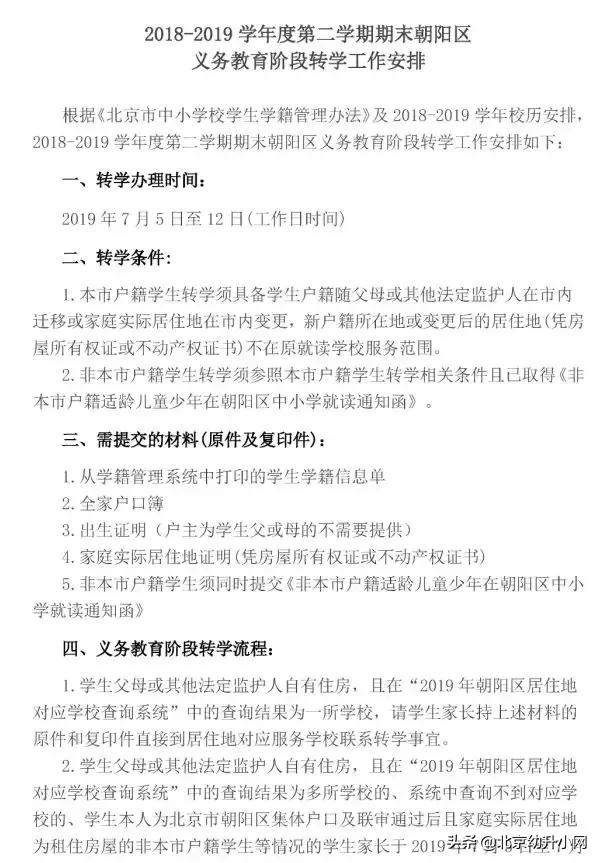 2018-2019 学年度第二学期期末朝阳区
义务教育阶段转学工作安排
根据《北京市中小学校学生学籍管理办法》及 2018-2019 学年校历安排，
2018-2019 学年度第二学期期末朝阳区义务教育阶段转学工作安排如下：
一、转学办理时间：
2019 年 7 月 5 日至 12 日(工作日时间)
二、转学条件:
1.本市户籍学生转学须具备学生户籍随父母或其他法定监护人在市内
迁移或家庭实际居住地在市内变更，新户籍所在地或变更后的居住地(凭房
屋所有权证或不动产权证书)不在原就读学校服务范围。
2.非本市户籍学生转学须参照本市户籍学生转学相关条件且已取得《非
本市户籍适龄儿童少年在朝阳区中小学就读通知函》。
三、需提交的材料(原件及复印件)：
1.从学籍管理系统中打印的学生学籍信息单
2.全家户口簿
3.出生证明（户主为学生父或母的不需要提供）
4.家庭实际居住地证明(凭房屋所有权证或不动产权证书)
5.非本市户籍学生须同时提交《非本市户籍适龄儿童少年在朝阳区中小
学就读通知函》
四、义务教育阶段转学流程：
1.学生父母或其他法定监护人自有住房，且在“2019 年朝阳区居住地
对应学校查询系统”中的查询结果为一所学校，请学生家长持上述材料的
原件和复印件直接到居住地对应服务学校联系转学事宜。
2.学生父母或其他法定监护人自有住房，且在“2019 年朝阳区居住地
对应学校查询系统”中的查询结果为多所学校的、系统中查询不到对应学
校的、学生本人为北京市朝阳区集体户口及联审通过后且家庭实际居住地
为租住房屋的非本市户籍学生等情况的学生家长于 2019
头条@北京幼升小网